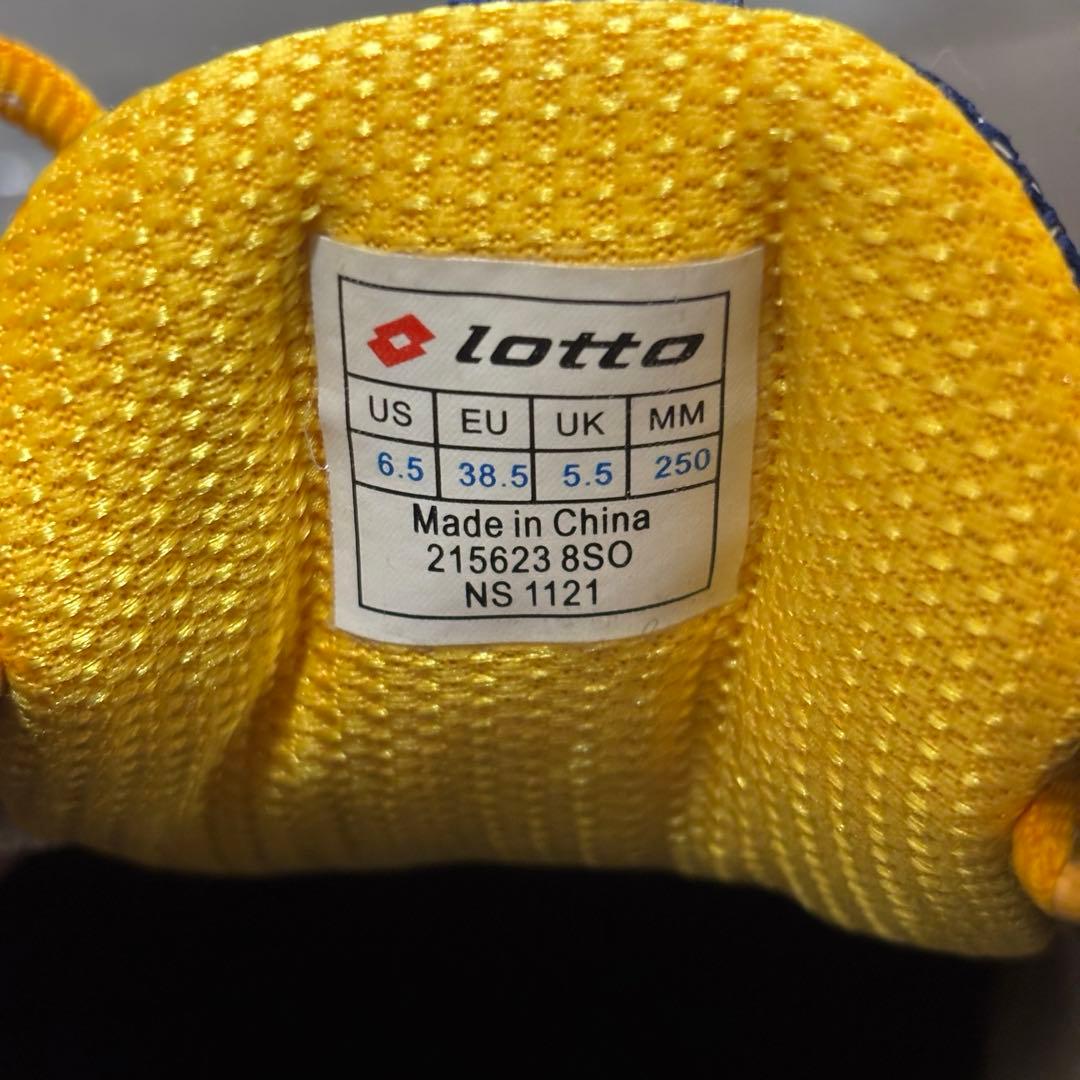 lotto
US EU UK MM
6.5 38.5 5.5 250
Made in China
215623 8SO
NS 1121